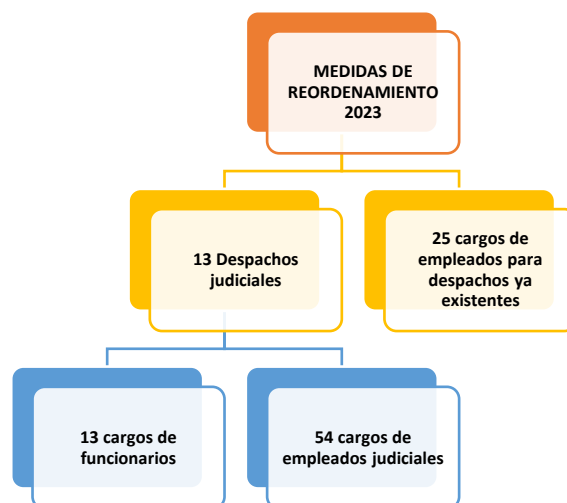 MEDIDAS DE
REORDENAMIENTO
2023
13 Despachos
judiciales
25 cargos de
empleados para
despachos ya
existentes
13 cargos de
funcionarios
54 cargos de
empleados judiciales